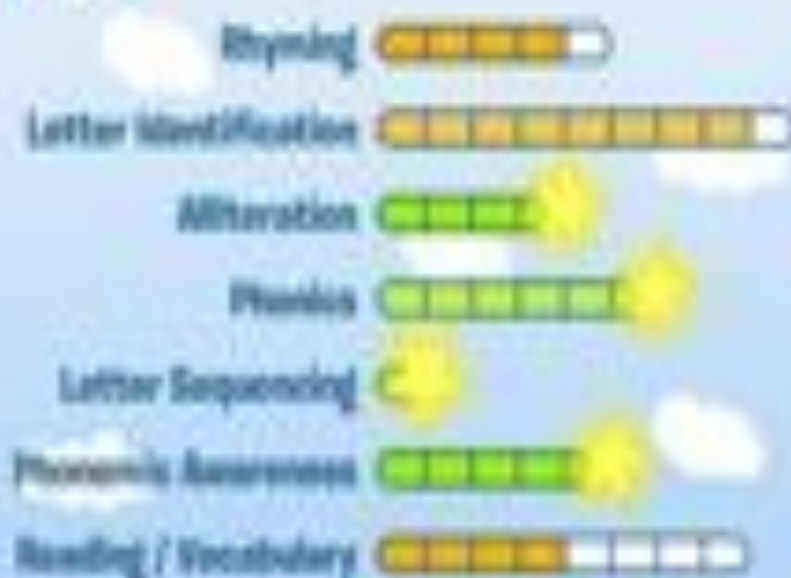 Rhyming
Letter Identification
Alliteration
Phonics
Letter Sequencing
Phonemic Awareness
Reading / Vocabulary